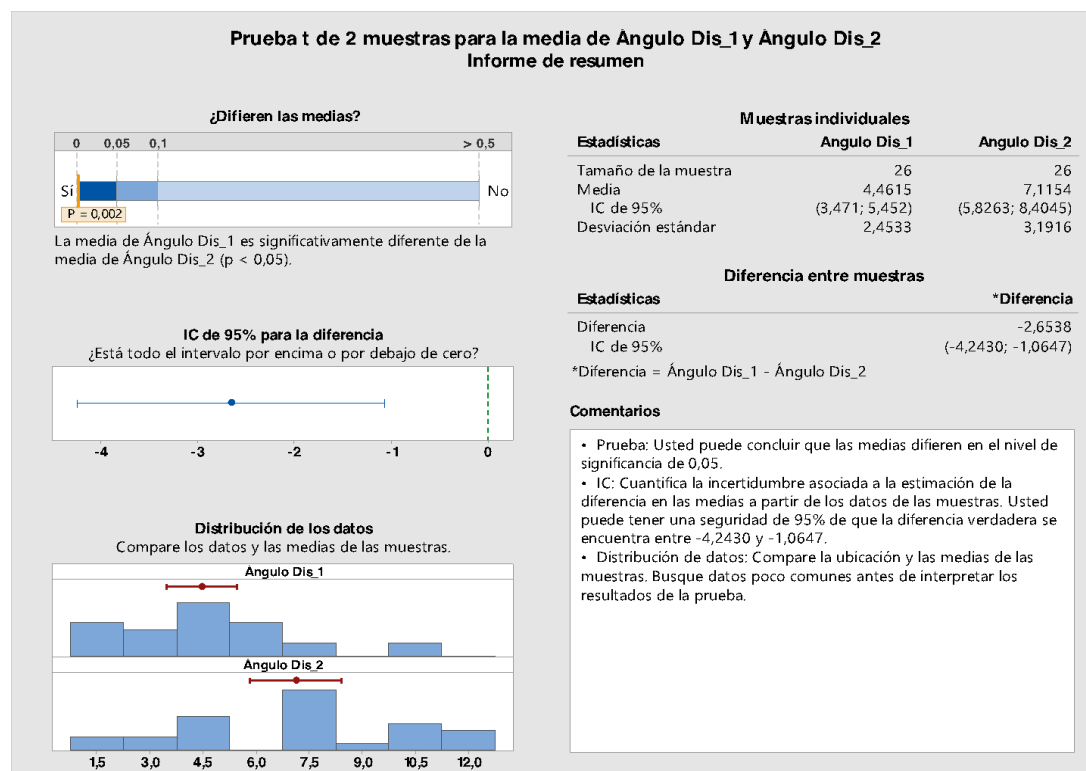 Prueba t de 2 muestras para la media de Ángulo Dis_1 y Ángulo Dis_2
Informe de resumen
¿Difieren las medias?
0 0,05 0,1 > 0,5
Sí No
P = 0,002
La media de Ángulo Dis_1 es significativamente diferente de la
media de Ángulo Dis_2 (p < 0,05).
IC de 95% para la diferencia
¿Está todo el intervalo por encima o por debajo de cero?
-4 -3 -2 -1 0
Distribución de los datos
Compare los datos y las medias de las muestras.
Ángulo Dis_1
Ángulo Dis_2
1,5 3,0 4,5 6,0 7,5 9,0 10,5 12,0
Muestras individuales
Estadísticas Ángulo Dis_1 Ángulo Dis_2
Tamaño de la muestra 26 26
Media 4,4615 7,1154
IC de 95% (3,471; 5,452) (5,8263; 8,4045)
Desviación estándar 2,4533 3,1916
Diferencia entre muestras
Estadísticas *Diferencia
Diferencia -2,6538
IC de 95% (-4,2430; -1,0647)
*Diferencia = Ángulo Dis_1 - Ángulo Dis_2
Comentarios
• Prueba: Usted puede concluir que las medias difieren en el nivel de
significancia de 0,05.
• IC: Cuantifica la incertidumbre asociada a la estimación de la
diferencia en las medias a partir de los datos de las muestras. Usted
puede tener una seguridad de 95% de que la diferencia verdadera se
encuentra entre -4,2430 y -1,0647.
• Distribución de datos: Compare la ubicación y las medias de las
muestras. Busque datos poco comunes antes de interpretar los
resultados de la prueba.